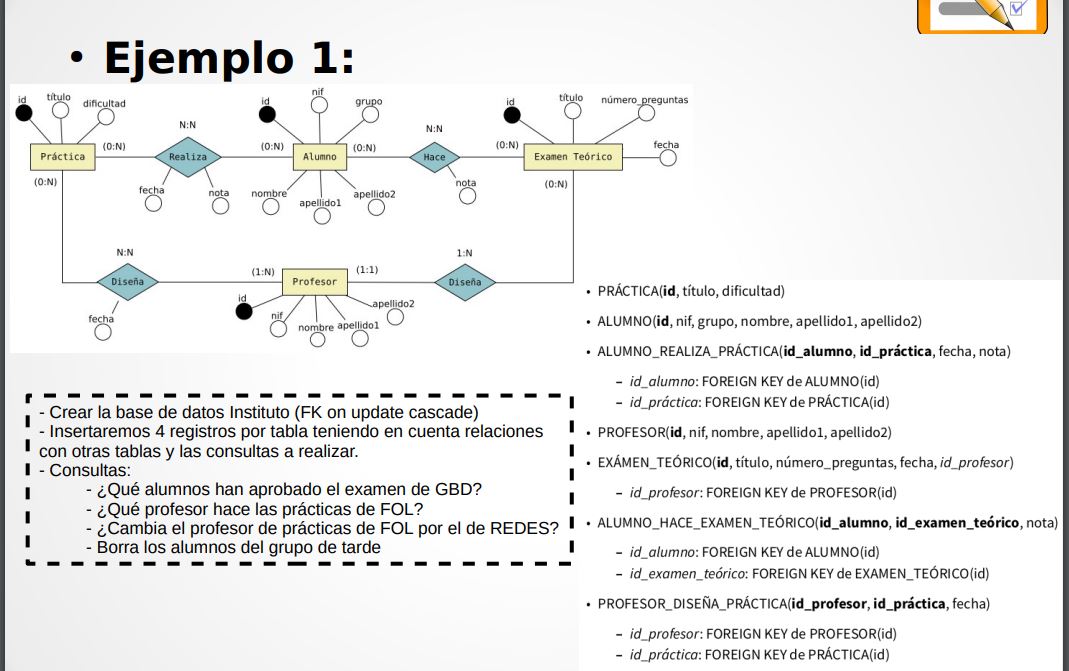 • Ejemplo 1:
id título dificultad
id nif grupo
id título número_preguntas
N:N
N:N
Práctica (0:N) Realiza (0:N) Alumno (0:N) Hace (0:N) Examen Teórico fecha
(0:N)
(0:N)
fecha nota
nombre apellido1 apellido2
nota
N:N
1:N
Diseña (1:N) Profesor (1:1) Diseña
fecha
id nif nombre apellido1 apellido2
- Crear la base de datos Instituto (FK on update cascade)
- Insertaremos 4 registros por tabla teniendo en cuenta relaciones
con otras tablas y las consultas a realizar.
- Consultas:
- ¿Qué alumnos han aprobado el examen de GBD?
- ¿Qué profesor hace las prácticas de FOL?
- ¿Cambia el profesor de prácticas de FOL por el de REDES?
- Borra los alumnos del grupo de tarde
• PRÁCTICA(id, título, dificultad)
• ALUMNO(id, nif, grupo, nombre, apellido1, apellido2)
• ALUMNO_REALIZA_PRÁCTICA(id_alumno, id_práctica, fecha, nota)
– id_alumno: FOREIGN KEY de ALUMNO(id)
– id_práctica: FOREIGN KEY de PRÁCTICA(id)
• PROFESOR(id, nif, nombre, apellido1, apellido2)
• EXÁMEN_TEÓRICO(id, título, número_preguntas, fecha, id_profesor)
– id_profesor: FOREIGN KEY de PROFESOR(id)
• ALUMNO_HACE_EXAMEN_TEÓRICO(id_alumno, id_examen_teórico, nota)
– id_alumno: FOREIGN KEY de ALUMNO(id)
– id_examen_teórico: FOREIGN KEY de EXAMEN_TEÓRICO(id)
• PROFESOR_DISEÑA_PRÁCTICA(id_profesor, id_práctica, fecha)
– id_profesor: FOREIGN KEY de PROFESOR(id)
– id_práctica: FOREIGN KEY de PRÁCTICA(id)